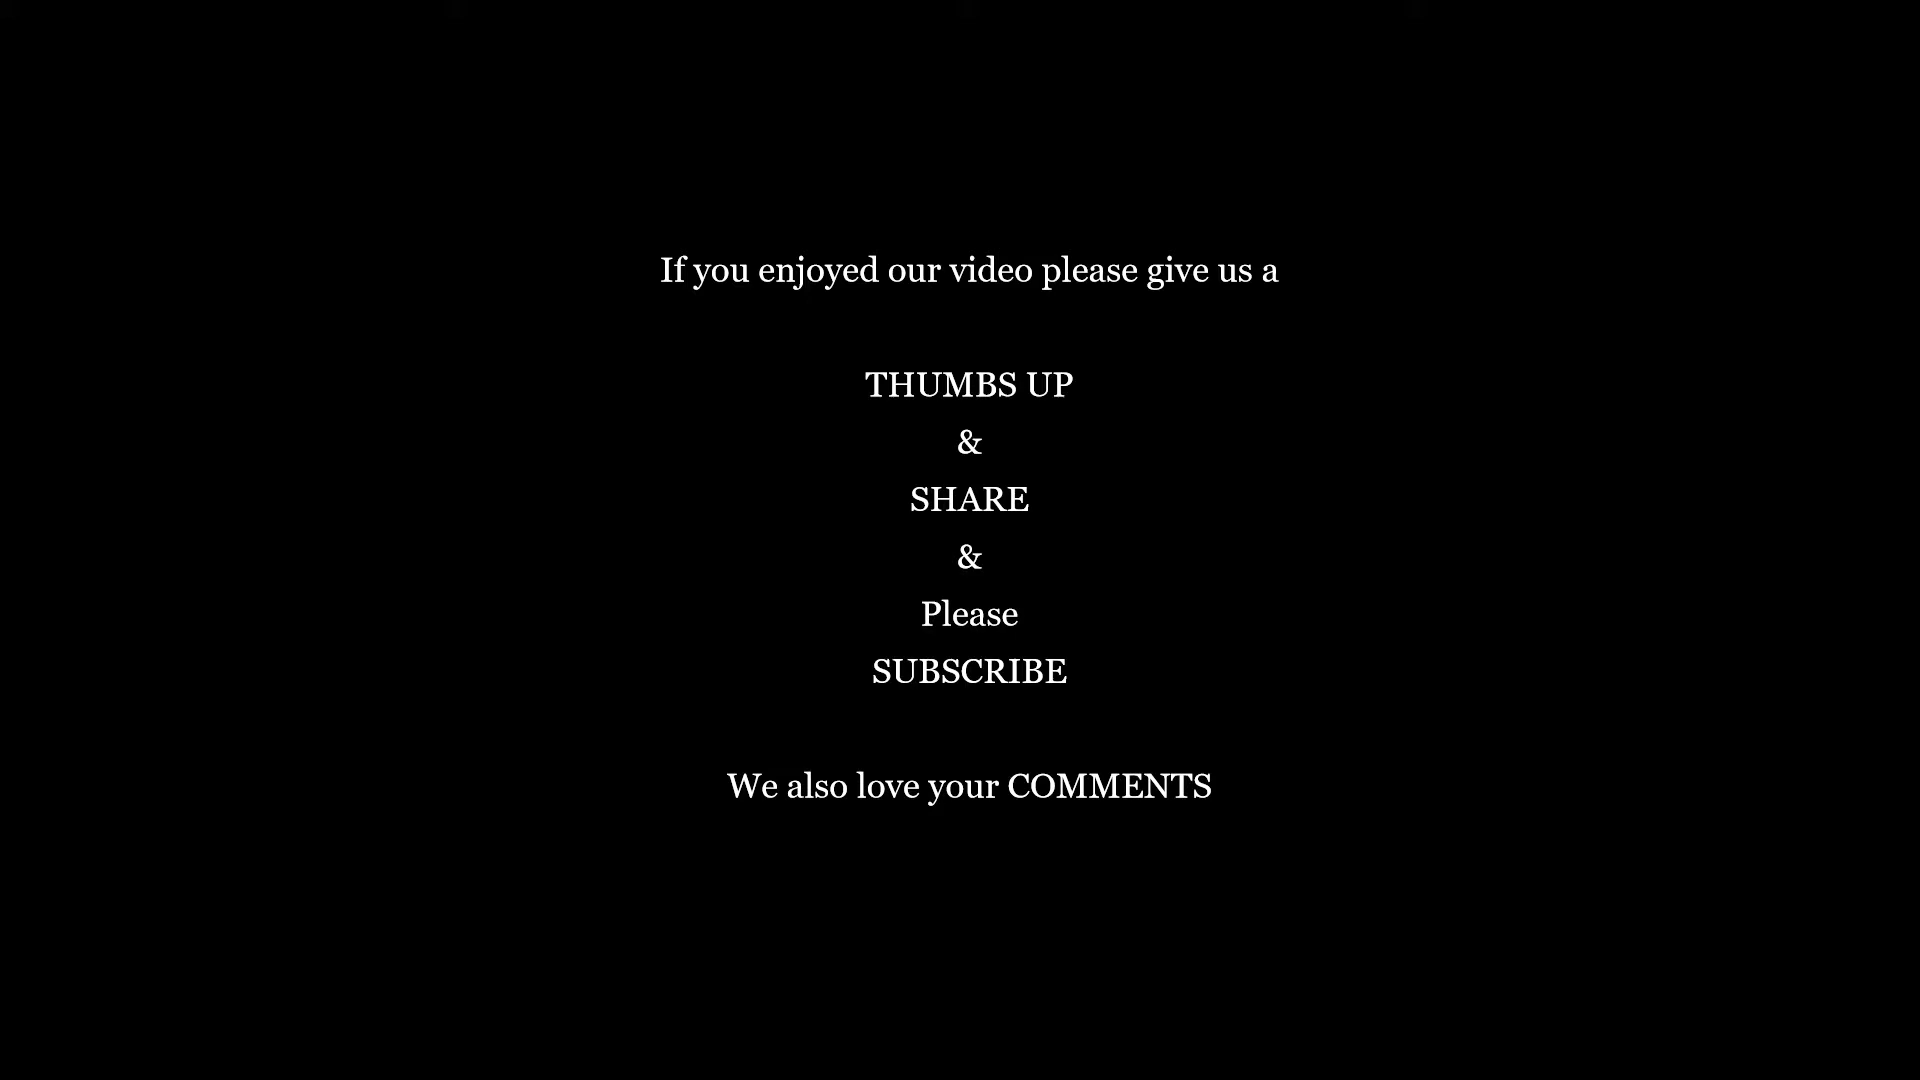 If you enjoyed our video please give us a
THUMBS UP
&
SHARE
&
Please
SUBSCRIBE
We also love your COMMENTS